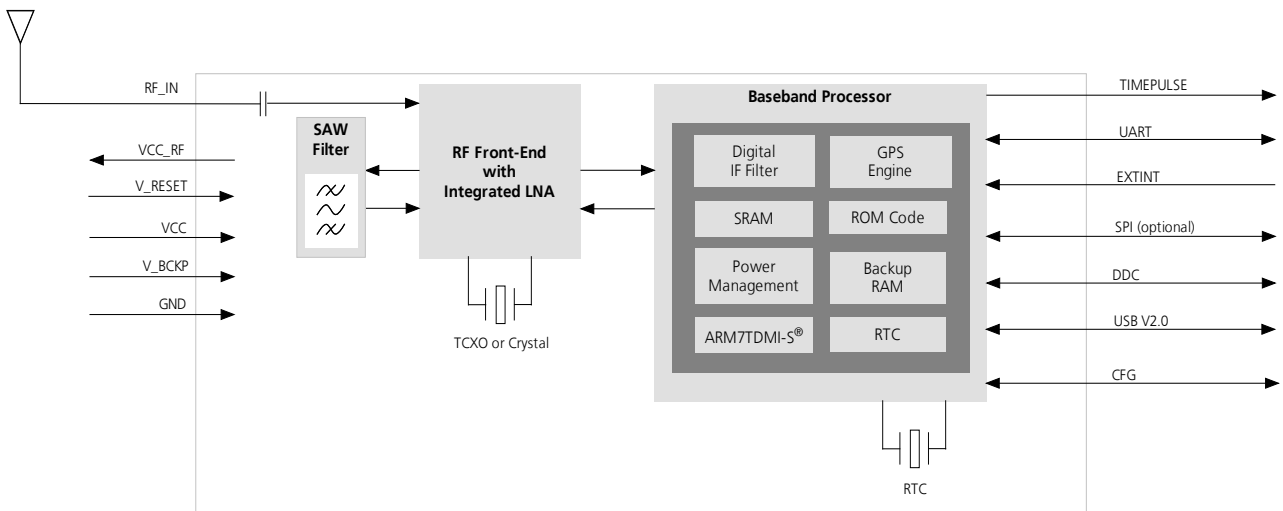 RF_IN
VCC_RF
V_RESET
VCC
V_BCKP
GND
SAW
Filter
RF Front-End
with
Integrated LNA
TCXO or Crystal
Baseband Processor
Digital
IF Filter
GPS
Engine
SRAM
ROM Code
Power
Management
Backup
RAM
ARM7TDMI-S®
RTC
RTC
TIMEPULSE
UART
EXTINT
SPI (optional)
DDC
USB V2.0
CFG